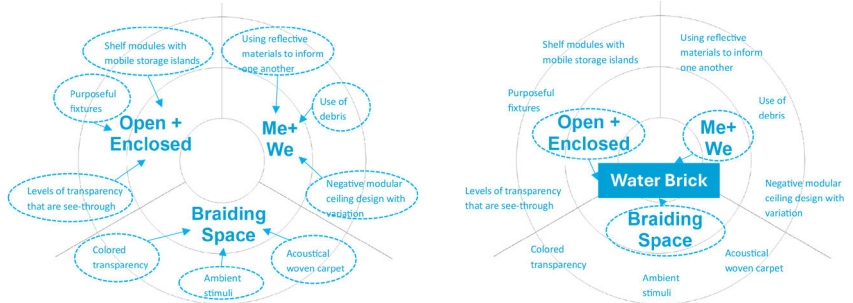 Shelf modules with
mobile storage islands
Using reflective
materials to inform
one another
Purposeful
fixtures
Use of
debris
Open +
Enclosed
Me+
We
Levels of transparency
that are see-through
Negative modular
ceiling design with
variation
Braiding
Space
Colored
transparency
Ambient
stimuli
Acoustical
woven carpet
Shelf modules with
mobile storage islands
Using reflective
materials to inform
one another
Purposeful
fixtures
Use of
debris
Open +
Enclosed
Me+
We
Water Brick
Levels of transparency
that are see-through
Negative modular
ceiling design with
variation
Braiding
Space
Colored
transparency
Ambient
stimuli
Acoustical
woven carpet